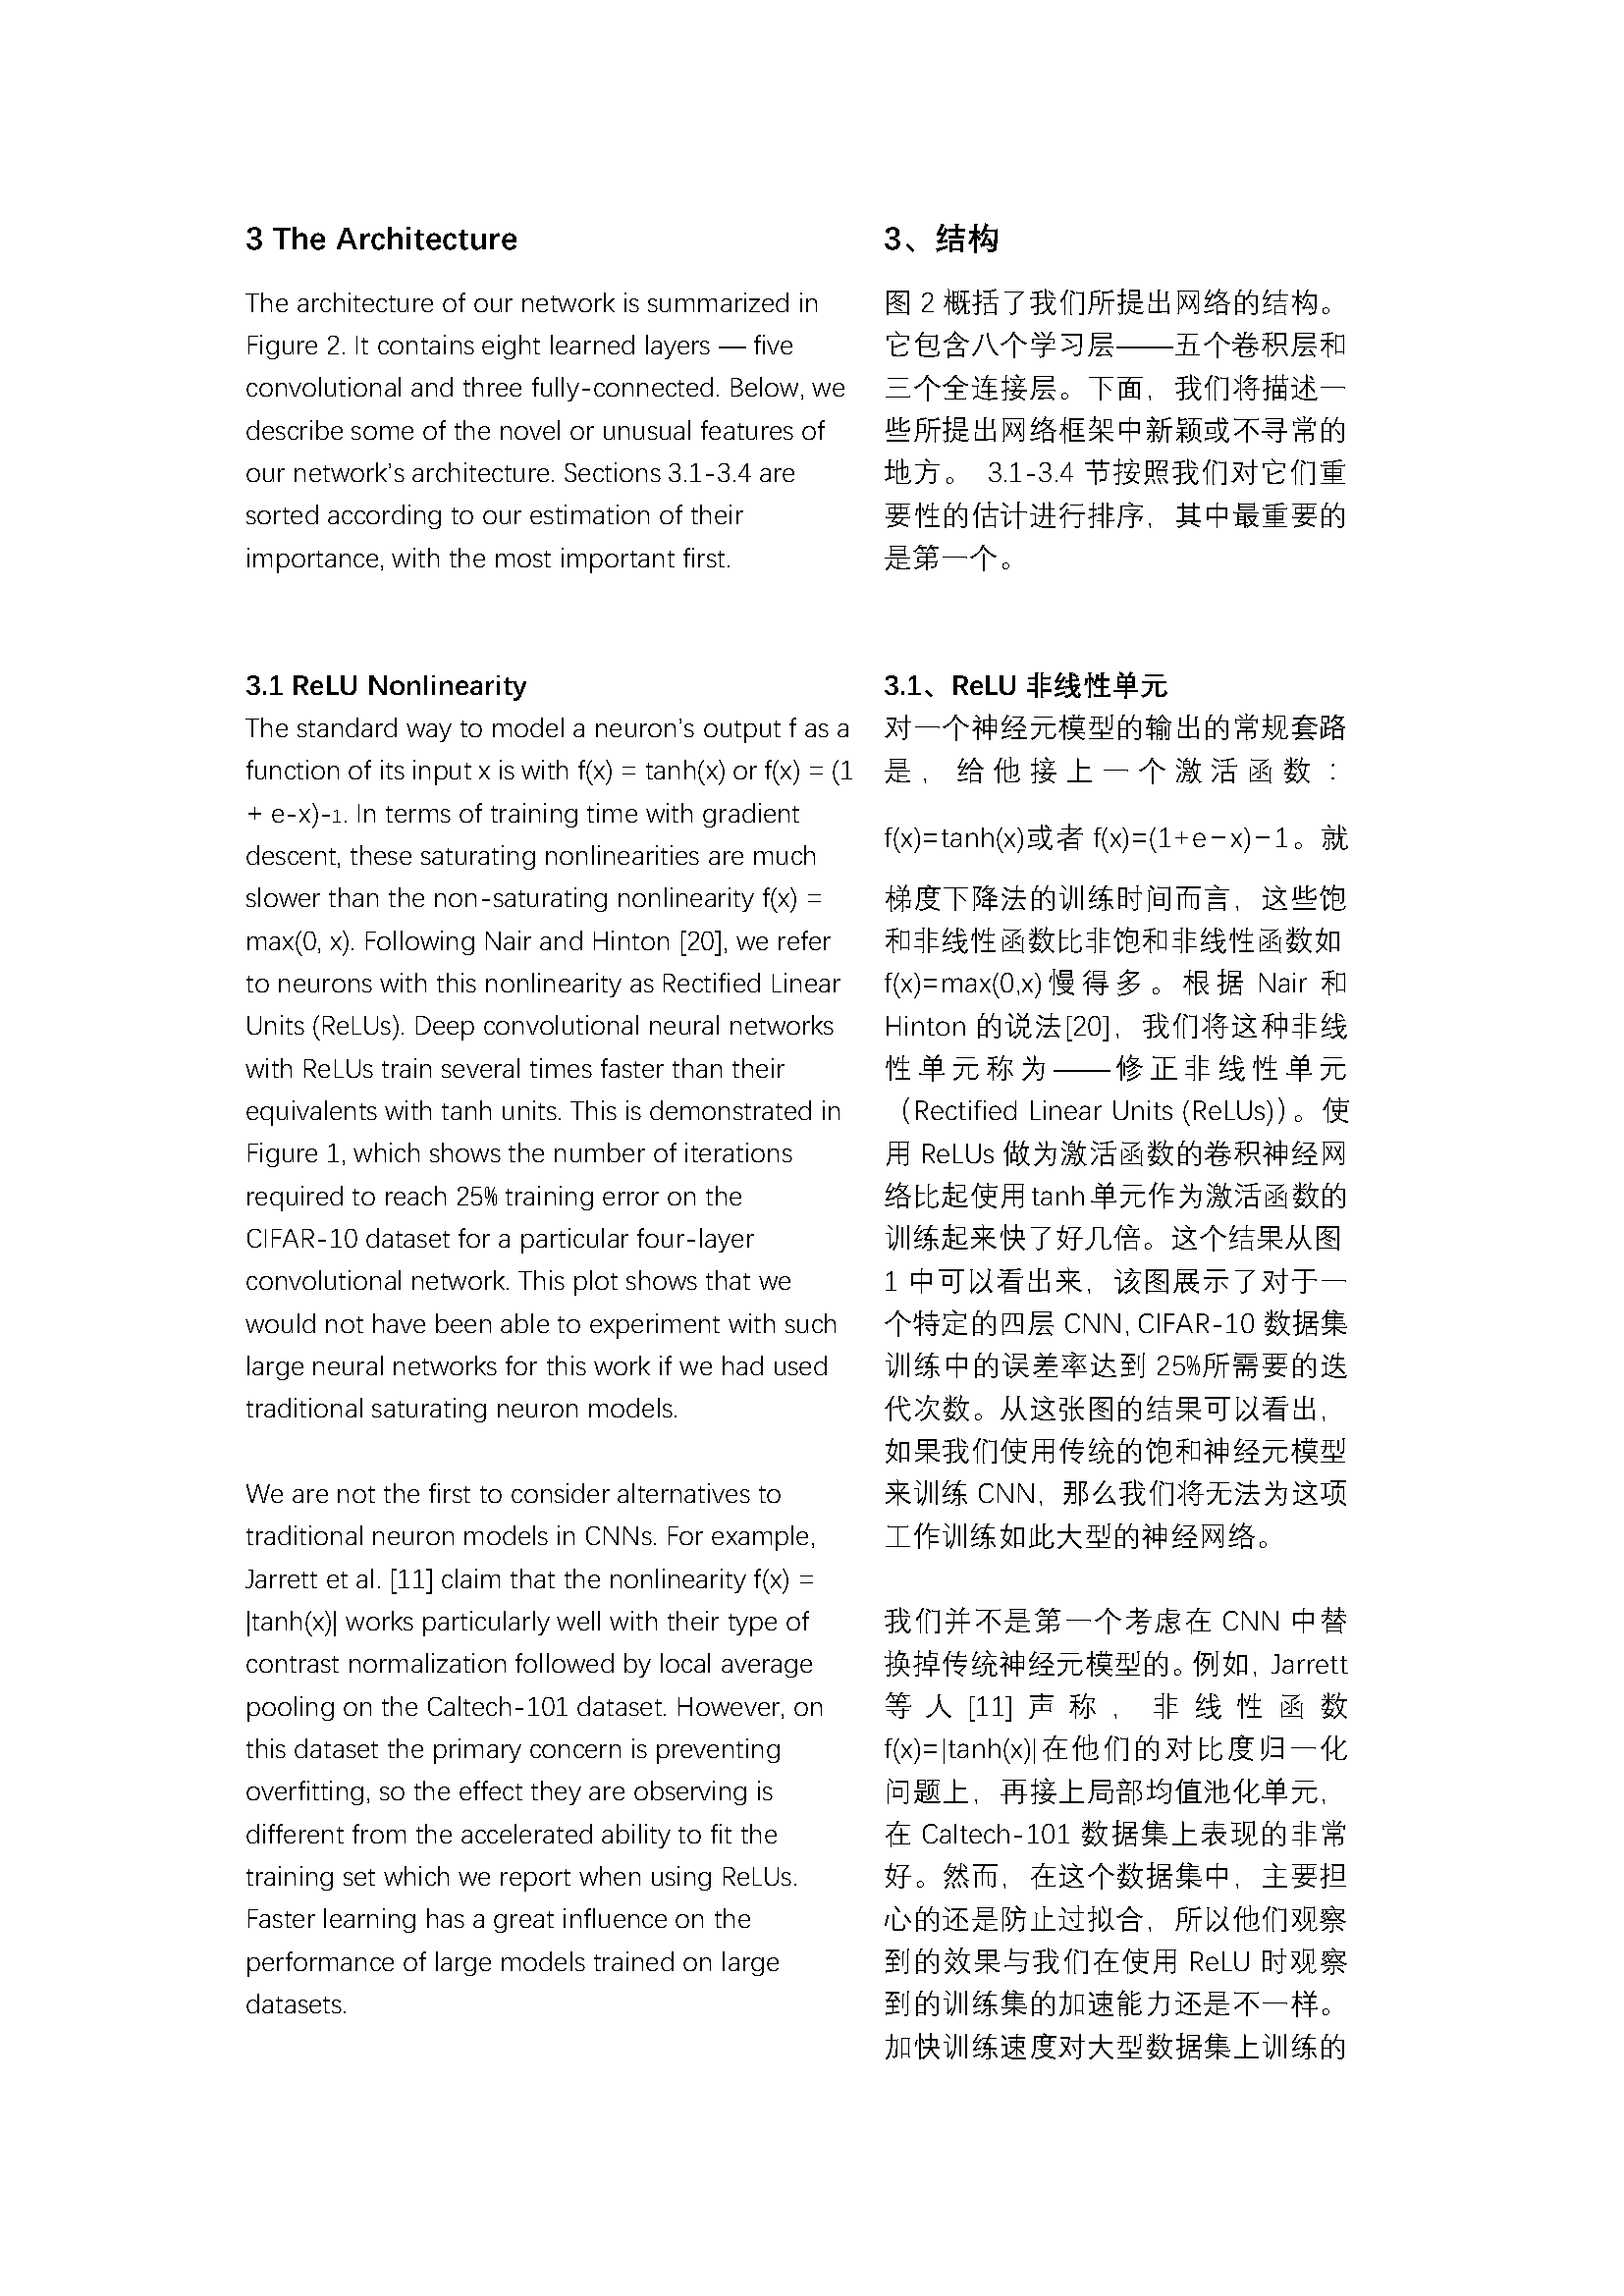 3 The Architecture
The architecture of our network is summarized in
Figure 2. It contains eight learned layers — five
convolutional and three fully-connected. Below, we
describe some of the novel or unusual features of
our network’s architecture. Sections 3.1-3.4 are
sorted according to our estimation of their
importance, with the most important first.
3.1 ReLU Nonlinearity
The standard way to model a neuron’s output f as a
function of its input x is with f(x) = tanh(x) or f(x) = (1
+ e-x)-1. In terms of training time with gradient
descent, these saturating nonlinearities are much
slower than the non-saturating nonlinearity f(x) =
max(0, x). Following Nair and Hinton [20], we refer
to neurons with this nonlinearity as Rectified Linear
Units (ReLUs). Deep convolutional neural networks
with ReLUs train several times faster than their
equivalents with tanh units. This is demonstrated in
Figure 1, which shows the number of iterations
required to reach 25% training error on the
CIFAR-10 dataset for a particular four-layer
convolutional network. This plot shows that we
would not have been able to experiment with such
large neural networks for this work if we had used
traditional saturating neuron models.
We are not the first to consider alternatives to
traditional neuron models in CNNs. For example,
Jarrett et al. [11] claim that the nonlinearity f(x) =
|tanh(x)| works particularly well with their type of
contrast normalization followed by local average
pooling on the Caltech-101 dataset. However, on
this dataset the primary concern is preventing
overfitting, so the effect they are observing is
different from the accelerated ability to fit the
training set which we report when using ReLUs.
Faster learning has a great influence on the
performance of large models trained on large
datasets.
3、结构
图 2 概括了我们所提出网络的结构。
它包含八个学习层——五个卷积层和
三个全连接层。下面，我们将描述一
些所提出网络框架中新颖或不寻常的
地方。 3.1-3.4 节按照我们对它们重
要性的估计进行排序，其中最重要的
是第一个。
3.1、ReLU 非线性单元
对一个神经元模型的输出的常规套路
是，给他接上一个激活函数：
f(x)=tanh(x)或者 f(x)=(1+e−x)−1。就
梯度下降法的训练时间而言，这些饱
和非线性函数比非饱和非线性函数如
f(x)=max(0,x)慢得多。根据 Nair 和
Hinton 的说法[20]，我们将这种非线
性单元称为——修正非线性单元
（Rectified Linear Units (ReLUs)）。使
用 ReLUs 做为激活函数的卷积神经网
络比起使用tanh单元作为激活函数的
训练起来快了好几倍。这个结果从图
1 中可以看出来，该图展示了对于一
个特定的四层 CNN, CIFAR-10 数据集
训练中的误差率达到 25%所需要的迭
代次数。从这张图的结果可以看出，
如果我们使用传统的饱和神经元模型
来训练 CNN，那么我们将无法为这项
工作训练如此大型的神经网络。
我们并不是第一个考虑在 CNN 中替
换掉传统神经元模型的。例如, Jarrett
等人[11]声称，非线性函数
f(x)=|tanh(x)|在他们的对比度归一化
问题上，再接上局部均值池化单元，
在 Caltech-101 数据集上表现的非常
好。然而，在这个数据集中，主要担
心的还是防止过拟合，所以他们观察
到的效果与我们在使用 ReLU 时观察
到的训练集的加速能力还是不一样。
加快训练速度对大型数据集上训练的